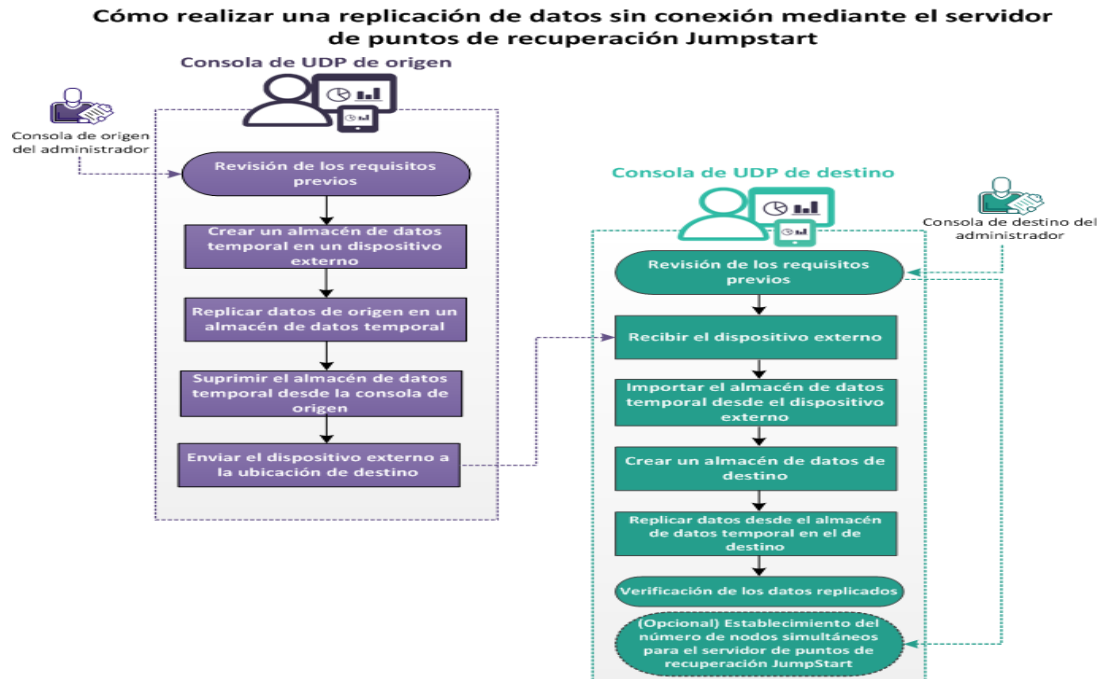 Cómo realizar una replicación de datos sin conexión mediante el servidor
de puntos de recuperación Jumpstart
Consola de UDP de origen
Consola de origen
del administrador
Revisión de los requisitos
previos
Crear un almacén de datos
temporal en un dispositivo
externo
Replicar datos de origen en un
almacén de datos temporal
Suprimir el almacén de datos
temporal desde la consola de
origen
Enviar el dispositivo externo a
la ubicación de destino
Consola de UDP de destino
Consola de destino del
administrador
Revisión de los requisitos
previos
Recibir el dispositivo externo
Importar el almacén de datos
temporal desde el dispositivo
externo
Crear un almacén de datos de
destino
Replicar datos desde el almacén
de datos temporal en el de
destino
Verificación de los datos replicados
(Opcional) Establecimiento del
número de nodos simultáneos
para el servidor de puntos de
recuperación JumpStart